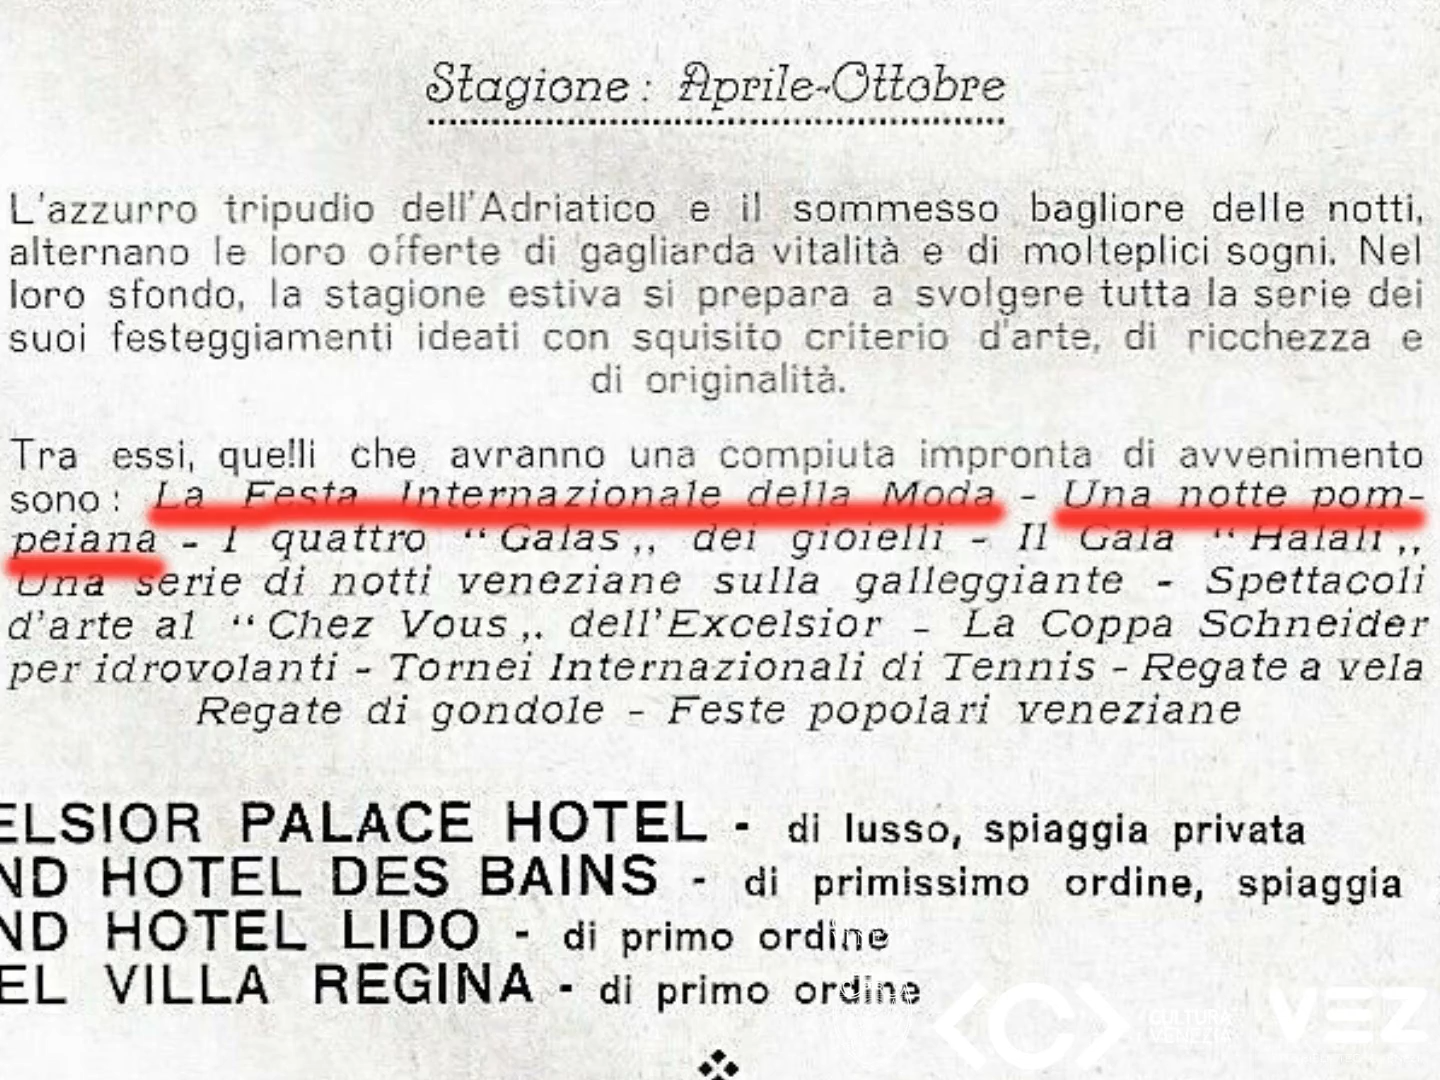 Stagione: Aprile-Ottobre
L'azzurro tripudio dell'Adriatico e il sommesso bagliore delle notti,
alternano le loro offerte di gagliarda vitalità e di molteplici sogni. Nel
loro sfondo, la stagione estiva si prepara a svolgere tutta la serie dei
suoi festeggiamenti ideati con squisito criterio d'arte, di ricchezza e
di originalità.
Tra essi, quelli che avranno una compiuta impronta di avvenimento
sono: La Festa Internazionale della Moda - Una notte pom-
peiana - I quattro “Galas„ dei gioielli - Il Gala “Halali„
Una serie di notti veneziane sulla galleggiante - Spettacoli
d'arte al “Chez Vous„. dell'Excelsior - La Coppa Schneider
per idrovolanti - Tornei Internazionali di Tennis - Regate a vela
Regate di gondole - Feste popolari veneziane
ELSIOR PALACE HOTEL - di lusso, spiaggia privata
ND HOTEL DES BAINS - di primissimo ordine, spiaggia
ND HOTEL LIDO - di primo ordine
EL VILLA REGINA - di primo ordine
<C> CULTURA VENEZIA VEZ